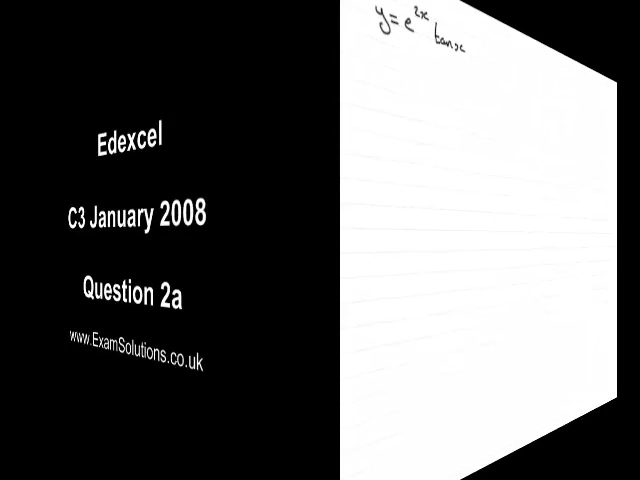 Edexcel
C3 January 2008
Question 2a
www.ExamSolutions.co.uk
y = e^{2x} tan x